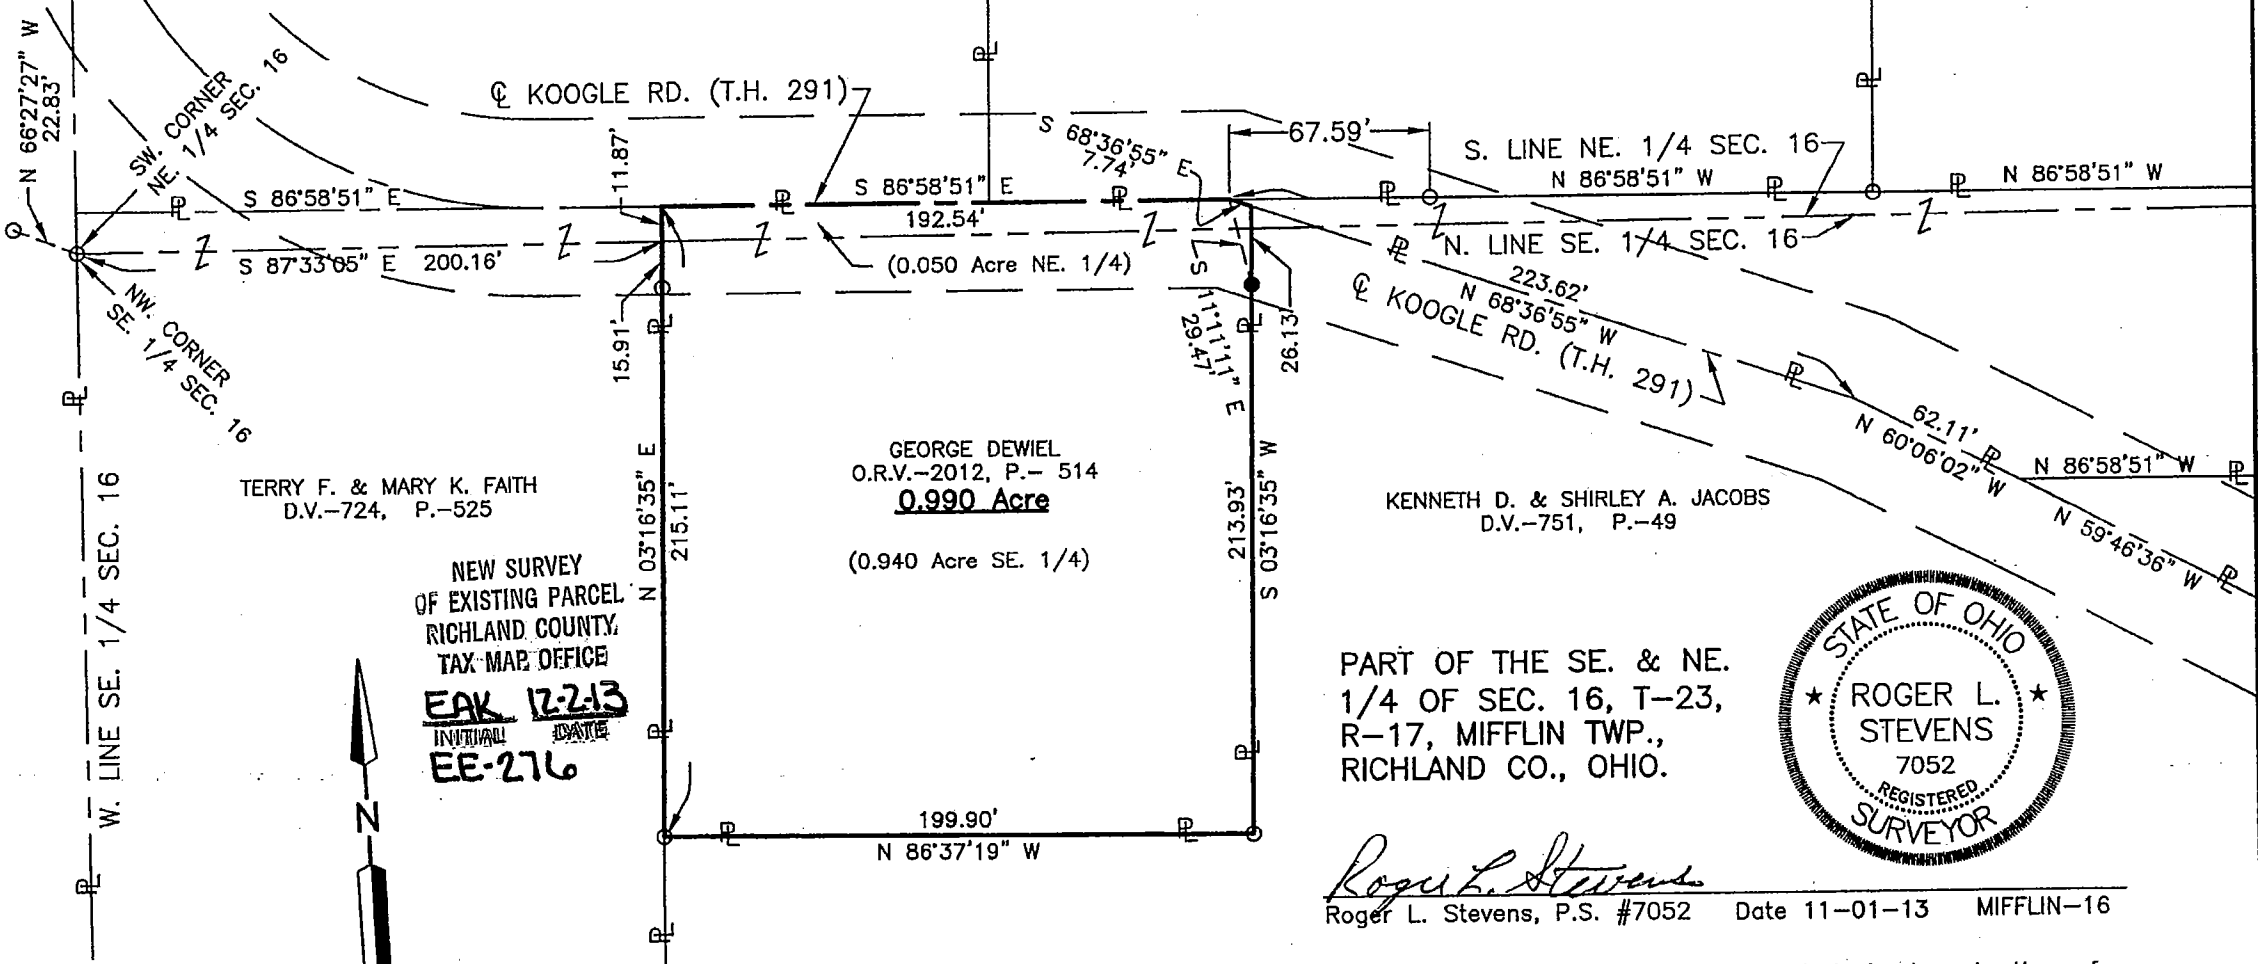 N 66°27'27" W
22.83'
SW. CORNER
NE. 1/4 SEC. 16
℄ KOOGLE RD. (T.H. 291)
11.87'
S 68°36'55" E
7.74'
67.59'
S. LINE NE. 1/4 SEC. 16
N 86°58'51" W
N 86°58'51" W
S 86°58'51" E
S 86°58'51" E
192.54'
S 87°33'05" E 200.16'
(0.050 Acre NE. 1/4)
N. LINE SE. 1/4 SEC. 16
NW. CORNER
SE. 1/4 SEC. 16
15.91'
S 11°11'11" E
29.47'
26.13'
223.62'
N 68°36'55" W
℄ KOOGLE RD. (T.H. 291)
62.11'
N 60°06'02" W
N 86°58'51" W
N 59°46'36" W
W. LINE SE. 1/4 SEC. 16
TERRY F. & MARY K. FAITH
D.V.-724, P.-525
N 03°16'35" E
215.11'
GEORGE DEWIEL
O.R.V.-2012, P.- 514
0.990 Acre
(0.940 Acre SE. 1/4)
213.93'
S 03°16'35" W
KENNETH D. & SHIRLEY A. JACOBS
D.V.-751, P.-49
NEW SURVEY
OF EXISTING PARCEL
RICHLAND COUNTY
TAX MAP OFFICE
EAK 12-2-13
INITIAL DATE
EE-276
N
199.90'
N 86°37'19" W
PART OF THE SE. & NE.
1/4 OF SEC. 16, T-23,
R-17, MIFFLIN TWP.,
RICHLAND CO., OHIO.
STATE OF OHIO
★ ROGER L. ★
STEVENS
7052
REGISTERED
SURVEYOR
Roger L. Stevens
Roger L. Stevens, P.S. #7052 Date 11-01-13 MIFFLIN-16